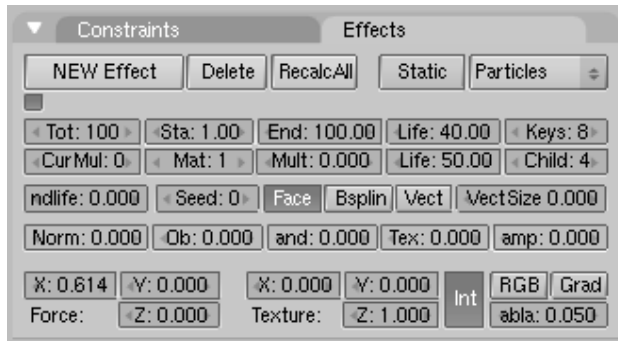 Constraints Effects
NEW Effect Delete RecalcAll Static Particles
Tot: 100 Sta: 1.00 End: 100.00 Life: 40.00 Keys: 8
CurMul: 0 Mat: 1 Mult: 0.000 Life: 50.00 Child: 4
ndlife: 0.000 Seed: 0 Face Bsplin Vect VectSize 0.000
Norm: 0.000 Ob: 0.000 and: 0.000 Tex: 0.000 amp: 0.000
X: 0.614 Y: 0.000 X: 0.000 Y: 0.000 Int RGB Grad
Force: Z: 0.000 Texture: Z: 1.000 abla: 0.050